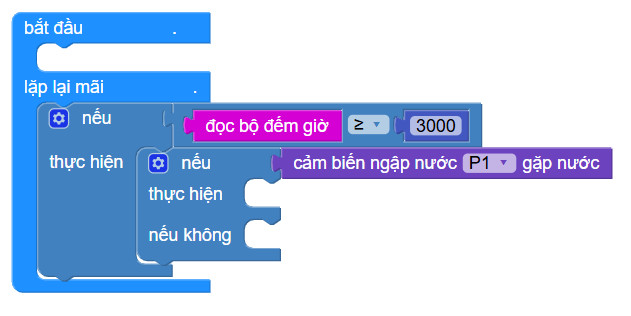 bắt đầu .
lặp lại mãi .
nếu đọc bộ đếm giờ ≥ 3000
thực hiện nếu cảm biến ngập nước P1 gặp nước
thực hiện
nếu không